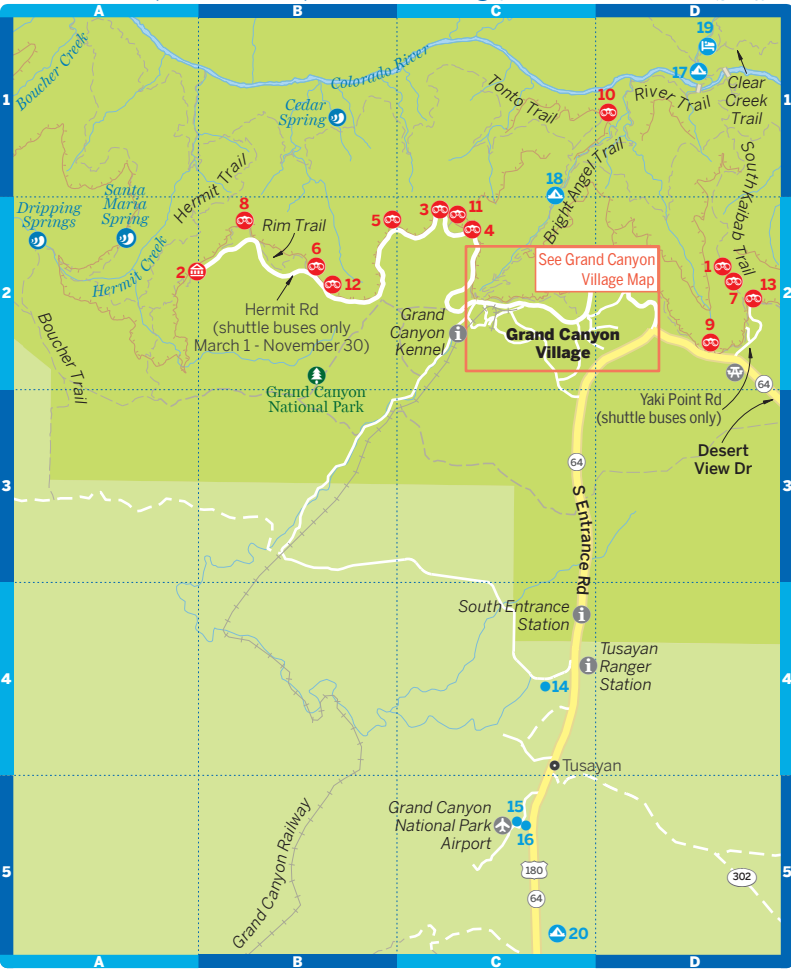 A
B
C
D
19
17
Clear
Creek
Trail
Boucher Creek
Colorado River
Cedar
Spring
Tonto Trail
10
River Trail
1
1
Hermit Trail
18
Bright Angel Trail
South Kaibab Trail
Santa
Maria
Spring
Dripping
Springs
8
Rim Trail
5
3
11
4
6
2
12
Hermit Creek
See Grand Canyon
Village Map
1
7
13
9
2
2
Hermit Rd
(shuttle buses only
March 1 - November 30)
Grand
Canyon
Kennel
Grand Canyon
Village
Boucher Trail
Grand Canyon
National Park
64
Yaki Point Rd
(shuttle buses only)
Desert
View Dr
64
3
3
S Entrance Rd
South Entrance
Station
Tusayan
Ranger
Station
4
4
14
Tusayan
Grand Canyon
National Park
Airport
15
16
Grand Canyon Railway
180
302
5
5
64
20
A
B
C
D